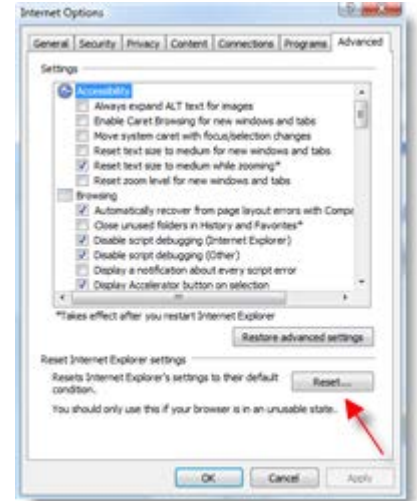 Internet Options
General Security Privacy Content Connections Programs Advanced
Settings
Accessibility
Always expand ALT text for images
Enable Caret Browsing for new windows and tabs
Move system caret with focus/selection changes
Reset text size to medium for new windows and tabs
Reset text size to medium while zooming*
Reset zoom level for new windows and tabs
Browsing
Automatically recover from page layout errors with Compa
Close unused folders in History and Favorites*
Disable script debugging (Internet Explorer)
Disable script debugging (Other)
Display a notification about every script error
Display Accelerator button on selection
*Takes effect after you restart Internet Explorer
Restore advanced settings
Reset Internet Explorer settings
Resets Internet Explorer's settings to their default
condition.
Reset...
You should only use this if your browser is in an unusable state.
OK Cancel Apply